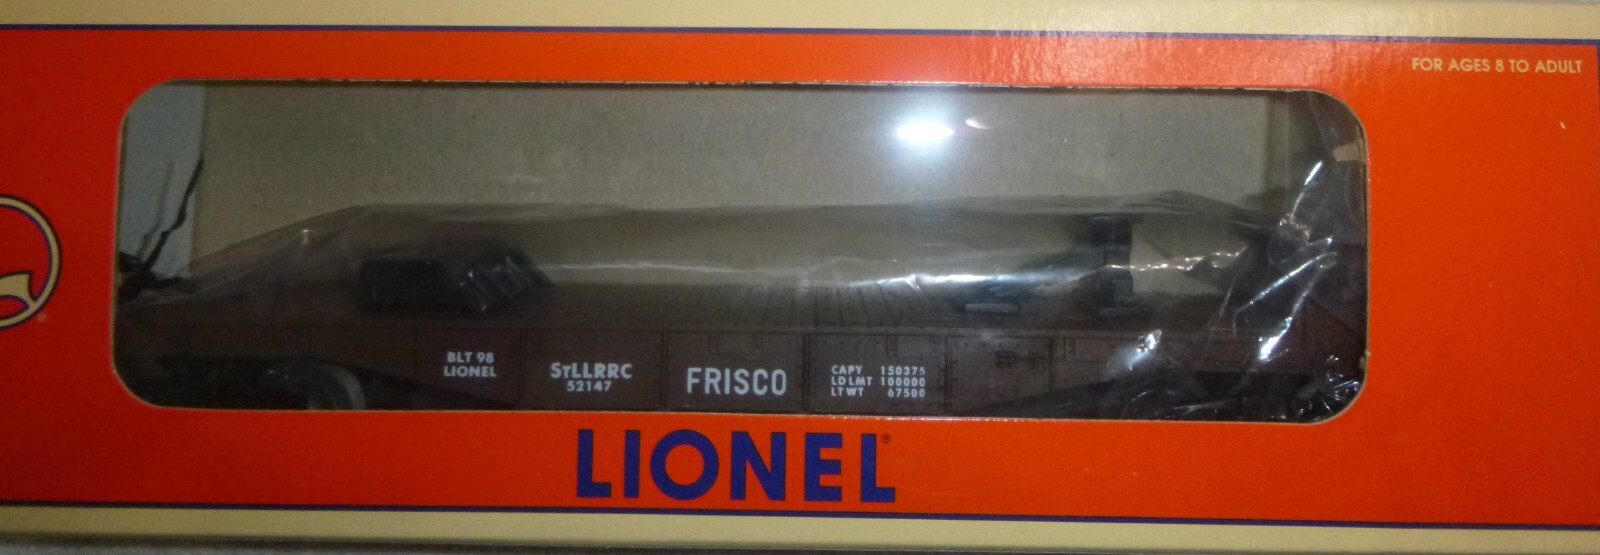 FOR AGES 8 TO ADULT
BLT 98
LIONEL
STLLRRC
52147
FRISCO
CAPY 150375
LD LMT 100000
LT WT 67500
LIONEL®